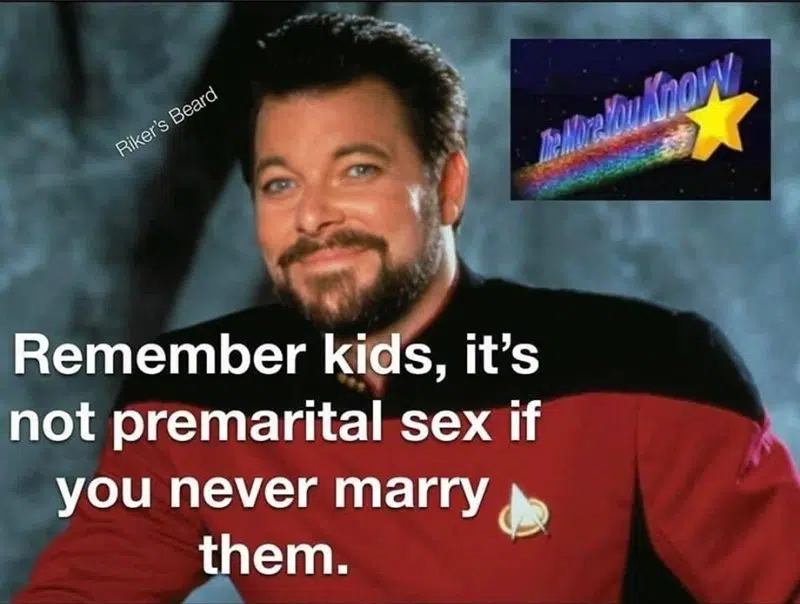 Riker's Beard
The More You Know
Remember kids, it's
not premarital sex if
you never marry
them.